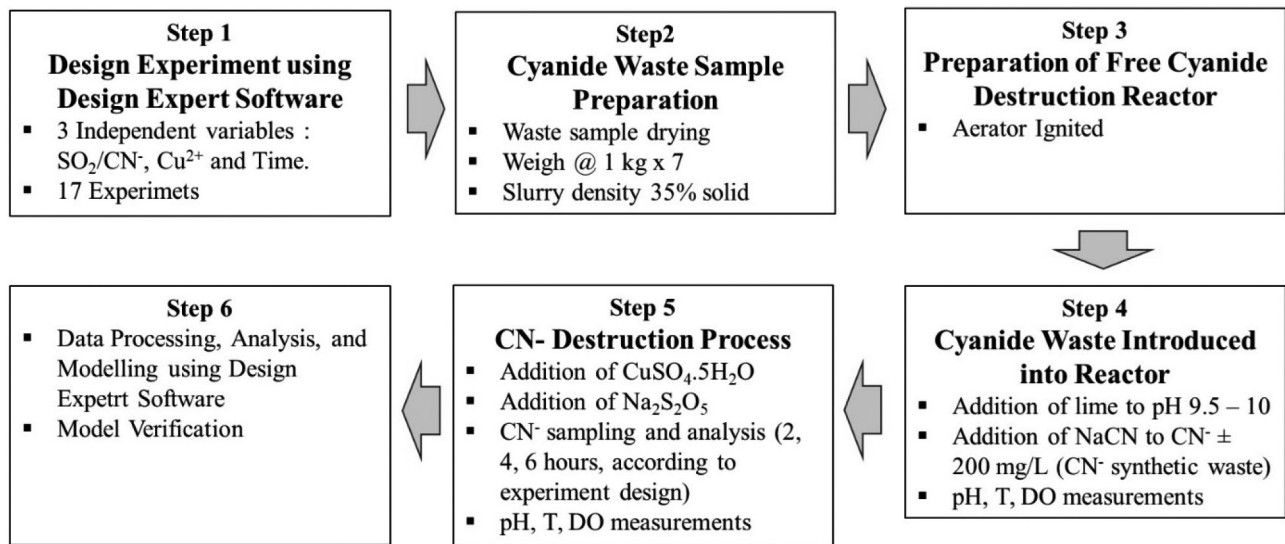 Step 1
Design Experiment using
Design Expert Software
▪ 3 Independent variables :
SO₂/CN⁻, Cu²⁺ and Time.
▪ 17 Experimets
Step2
Cyanide Waste Sample
Preparation
▪ Waste sample drying
▪ Weigh @ 1 kg x 7
▪ Slurry density 35% solid
Step 3
Preparation of Free Cyanide
Destruction Reactor
▪ Aerator Ignited
Step 4
Cyanide Waste Introduced
into Reactor
▪ Addition of lime to pH 9.5 – 10
▪ Addition of NaCN to CN⁻ ±
200 mg/L (CN⁻ synthetic waste)
▪ pH, T, DO measurements
Step 5
CN- Destruction Process
▪ Addition of CuSO₄.5H₂O
▪ Addition of Na₂S₂O₅
▪ CN⁻ sampling and analysis (2,
4, 6 hours, according to
experiment design)
▪ pH, T, DO measurements
Step 6
▪ Data Processing, Analysis, and
Modelling using Design
Expetrt Software
▪ Model Verification